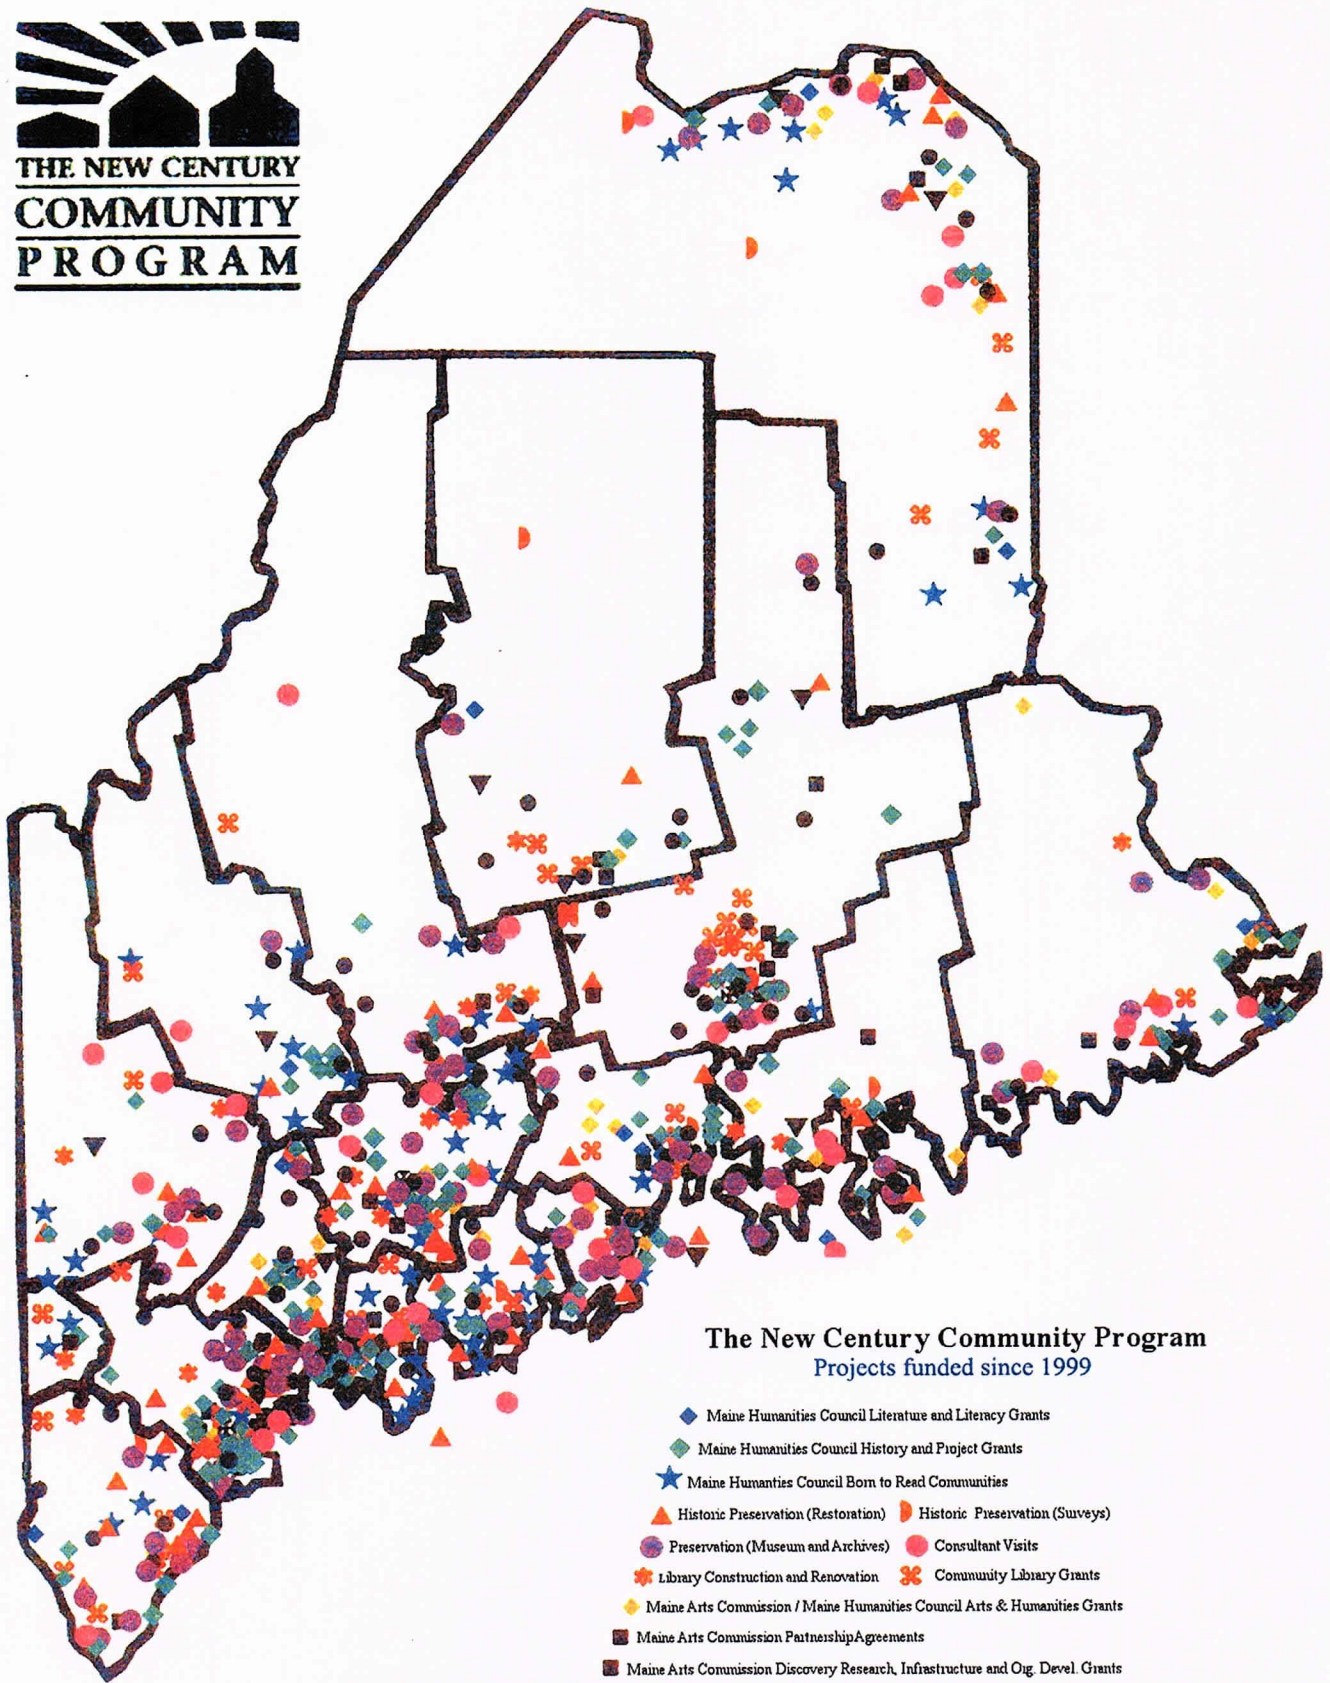 THE NEW CENTURY
COMMUNITY
PROGRAM
The New Century Community Program
Projects funded since 1999
Maine Humanities Council Literature and Literacy Grants
Maine Humanities Council History and Project Grants
Maine Humanties Council Born to Read Communities
Historic Preservation (Restoration) Historic Preservation (Surveys)
Preservation (Museum and Archives) Consultant Visits
Library Construction and Renovation Community Library Grants
Maine Arts Commission / Maine Humanities Council Arts & Humanities Grants
Maine Arts Commission Partnership Agreements
Maine Arts Commission Discovery Research, Infrastructure and Org. Devel. Grants